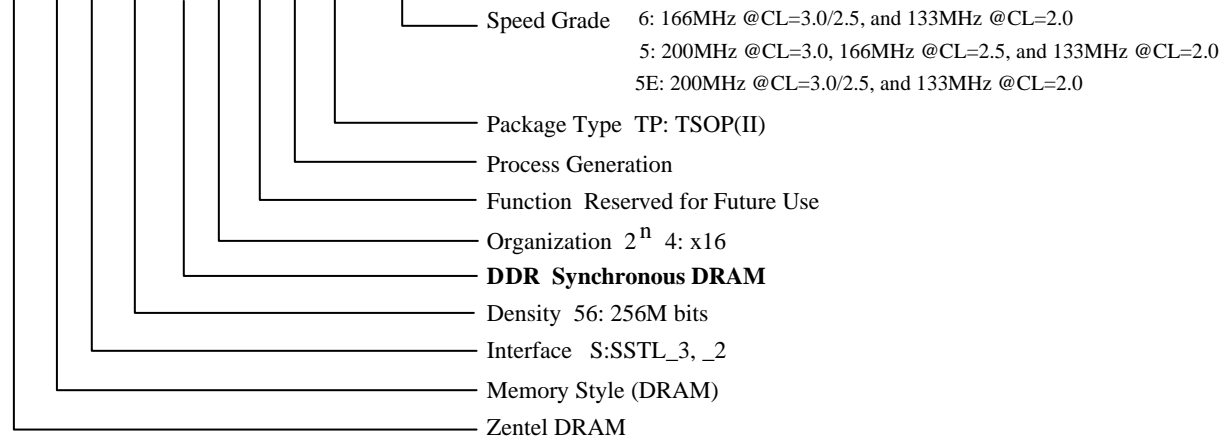 Speed Grade 6: 166MHz @CL=3.0/2.5, and 133MHz @CL=2.0
5: 200MHz @CL=3.0, 166MHz @CL=2.5, and 133MHz @CL=2.0
5E: 200MHz @CL=3.0/2.5, and 133MHz @CL=2.0
Package Type TP: TSOP(II)
Process Generation
Function Reserved for Future Use
Organization 2ⁿ 4: x16
DDR Synchronous DRAM
Density 56: 256M bits
Interface S:SSTL_3, _2
Memory Style (DRAM)
Zentel DRAM